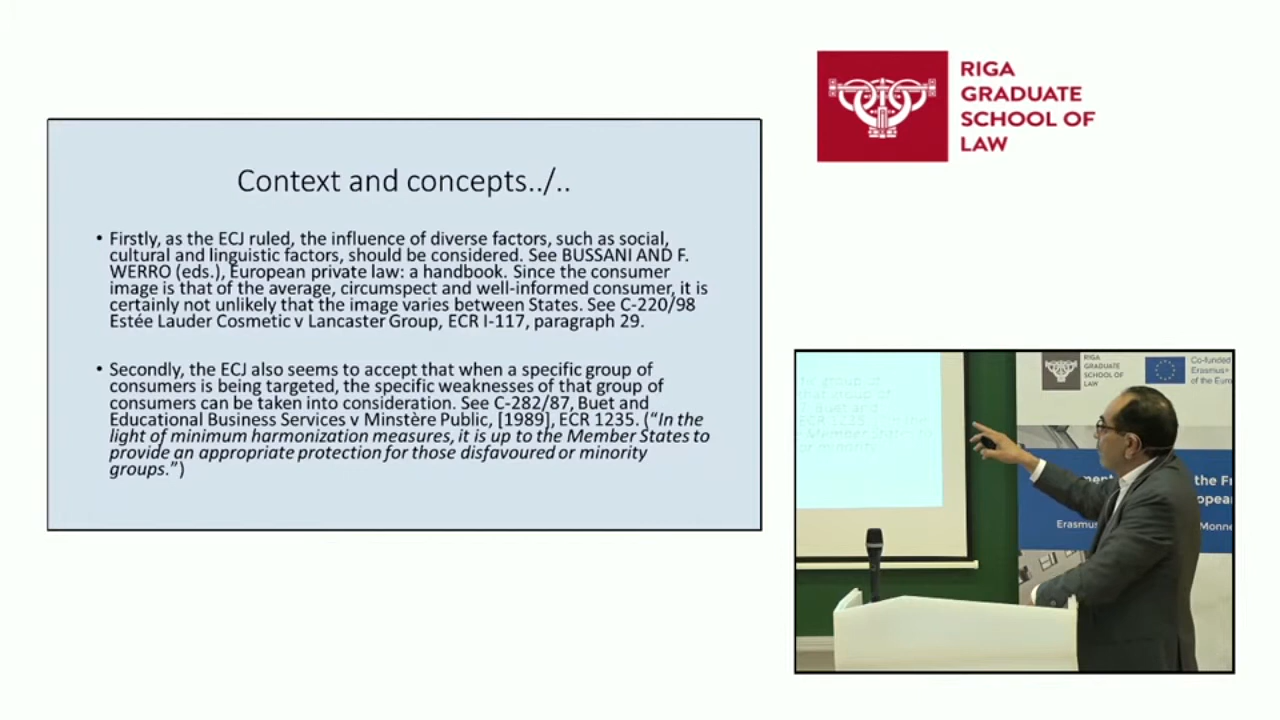 RIGA
GRADUATE
SCHOOL OF
LAW
Context and concepts../..
• Firstly, as the ECJ ruled, the influence of diverse factors, such as social,
cultural and linguistic factors, should be considered. See BUSSANI AND F.
WERRO (eds.), European private law: a handbook. Since the consumer
image is that of the average, circumspect and well-informed consumer, it is
certainly not unlikely that the image varies between States. See C-220/98
Estée Lauder Cosmetic v Lancaster Group, ECR I-117, paragraph 29.
• Secondly, the ECJ also seems to accept that when a specific group of
consumers is being targeted, the specific weaknesses of that group of
consumers can be taken into consideration. See C-282/87, Buet and
Educational Business Services v Minstère Public, [1989], ECR 1235. (“In the
light of minimum harmonization measures, it is up to the Member States to
provide an appropriate protection for those disfavoured or minority
groups.”)
RIGA
GRADUATE
SCHOOL OF
LAW
Co-funded
Erasmus+
of the Euro
the Fr
opea
Erasmus
Monne